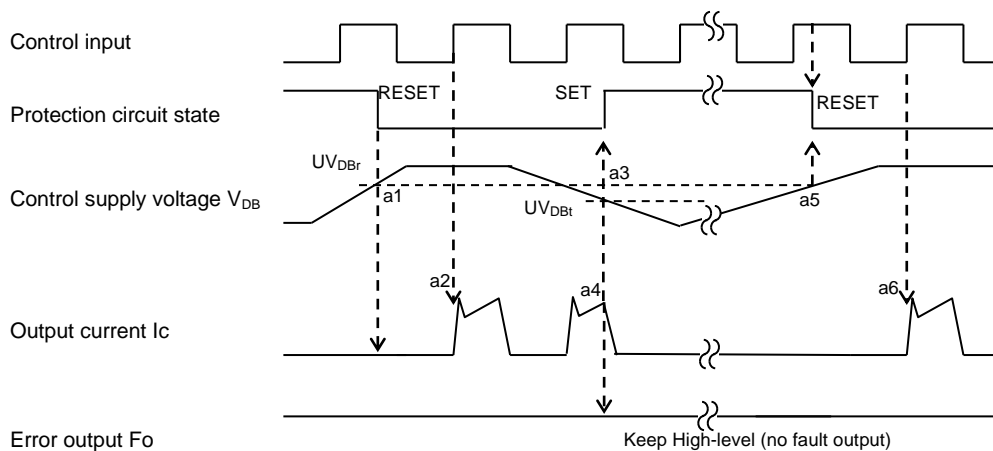 Control input
RESET
SET
RESET
Protection circuit state
UVDBr
a1
a3
a5
Control supply voltage VDB
UVDBt
a2
a4
a6
Output current Ic
Keep High-level (no fault output)
Error output Fo